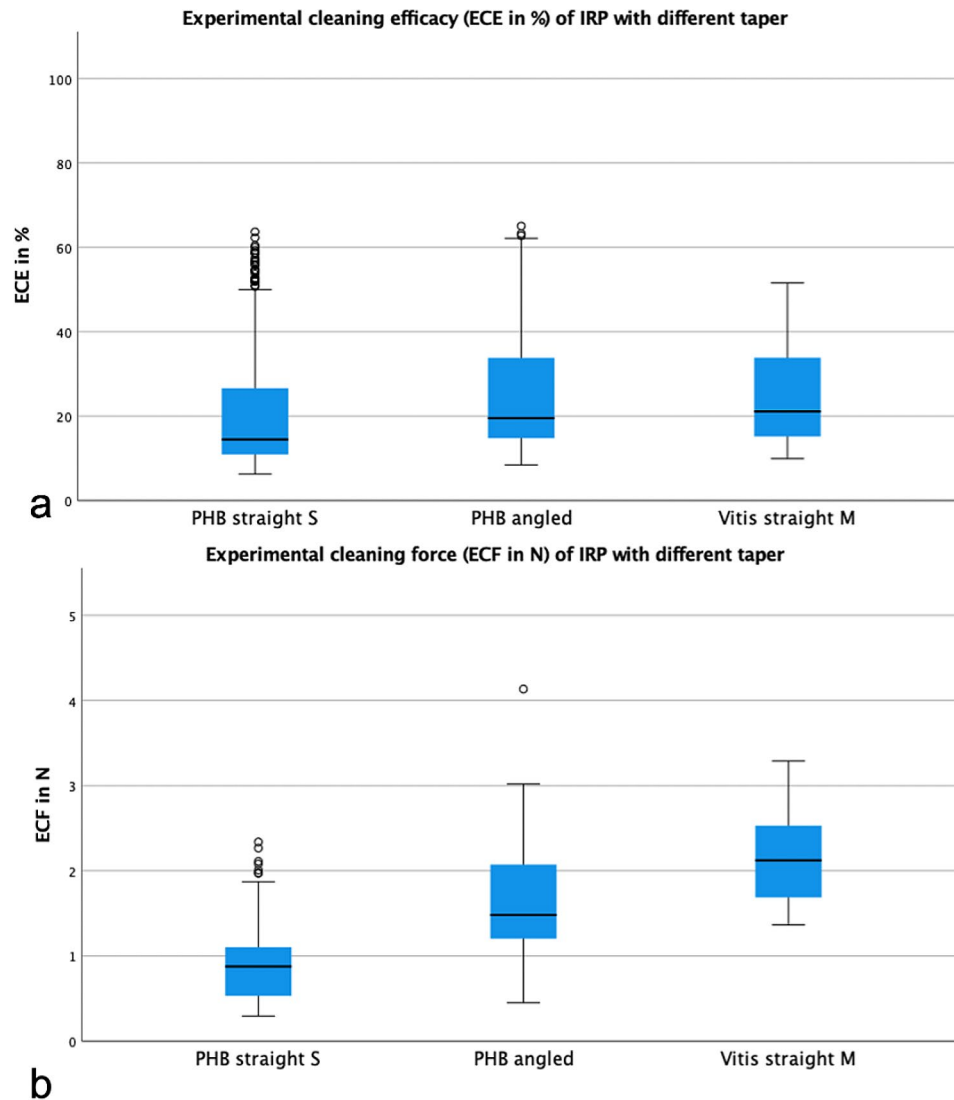 Experimental cleaning efficacy (ECE in %) of IRP with different taper
100
80
60
40
20
0
ECE in %
PHB straight S
PHB angled
Vitis straight M
a
Experimental cleaning force (ECF in N) of IRP with different taper
5
4
3
2
1
0
ECF in N
PHB straight S
PHB angled
Vitis straight M
b